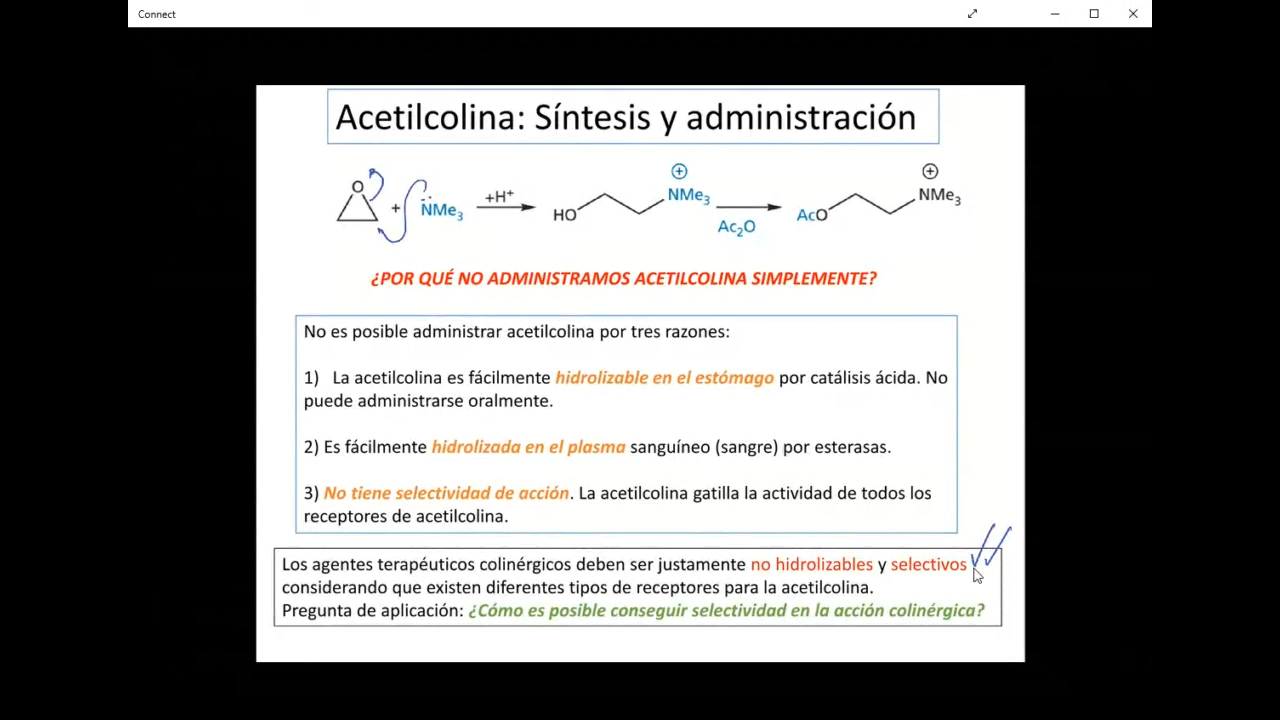 Connect
Acetilcolina: Síntesis y administración
O + N̈Me₃ +H⁺ HO ⊕ NMe₃ Ac₂O AcO ⊕ NMe₃
¿POR QUÉ NO ADMINISTRAMOS ACETILCOLINA SIMPLEMENTE?
No es posible administrar acetilcolina por tres razones:
1) La acetilcolina es fácilmente hidrolizable en el estómago por catálisis ácida. No
puede administrarse oralmente.
2) Es fácilmente hidrolizada en el plasma sanguíneo (sangre) por esterasas.
3) No tiene selectividad de acción. La acetilcolina gatilla la actividad de todos los
receptores de acetilcolina.
Los agentes terapéuticos colinérgicos deben ser justamente no hidrolizables y selectivos
considerando que existen diferentes tipos de receptores para la acetilcolina.
Pregunta de aplicación: ¿Cómo es posible conseguir selectividad en la acción colinérgica?